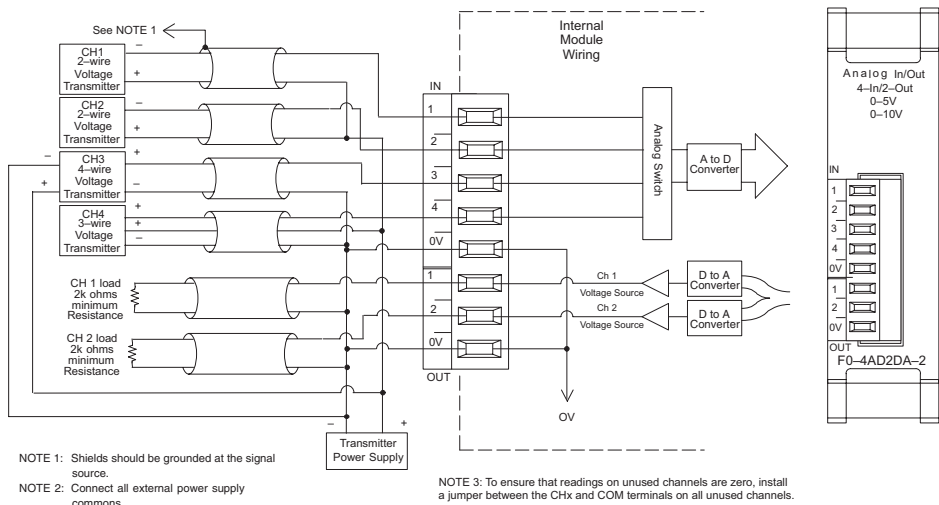 See NOTE 1
–
CH1
2–wire
Voltage
Transmitter
+
–
CH2
2–wire
Voltage
Transmitter
+
–
+
+
CH3
4–wire
Voltage
Transmitter
–
+
CH4
3–wire
Voltage
Transmitter
+
–
CH 1 load
2k ohms
minimum
Resistance
CH 2 load
2k ohms
minimum
Resistance
IN
1
2
3
4
0V
1
2
0V
OUT
Internal
Module
Wiring
Analog Switch
A to D
Converter
Ch 1
Voltage Source
D to A
Converter
Ch 2
Voltage Source
D to A
Converter
OV
–
+
Transmitter
Power Supply
Analog In/Out
4–In/2–Out
0–5V
0–10V
IN
1
2
3
4
0V
1
2
0V
OUT
F0–4AD2DA–2
NOTE 1: Shields should be grounded at the signal
source.
NOTE 2: Connect all external power supply
commons.
NOTE 3: To ensure that readings on unused channels are zero, install
a jumper between the CHx and COM terminals on all unused channels.